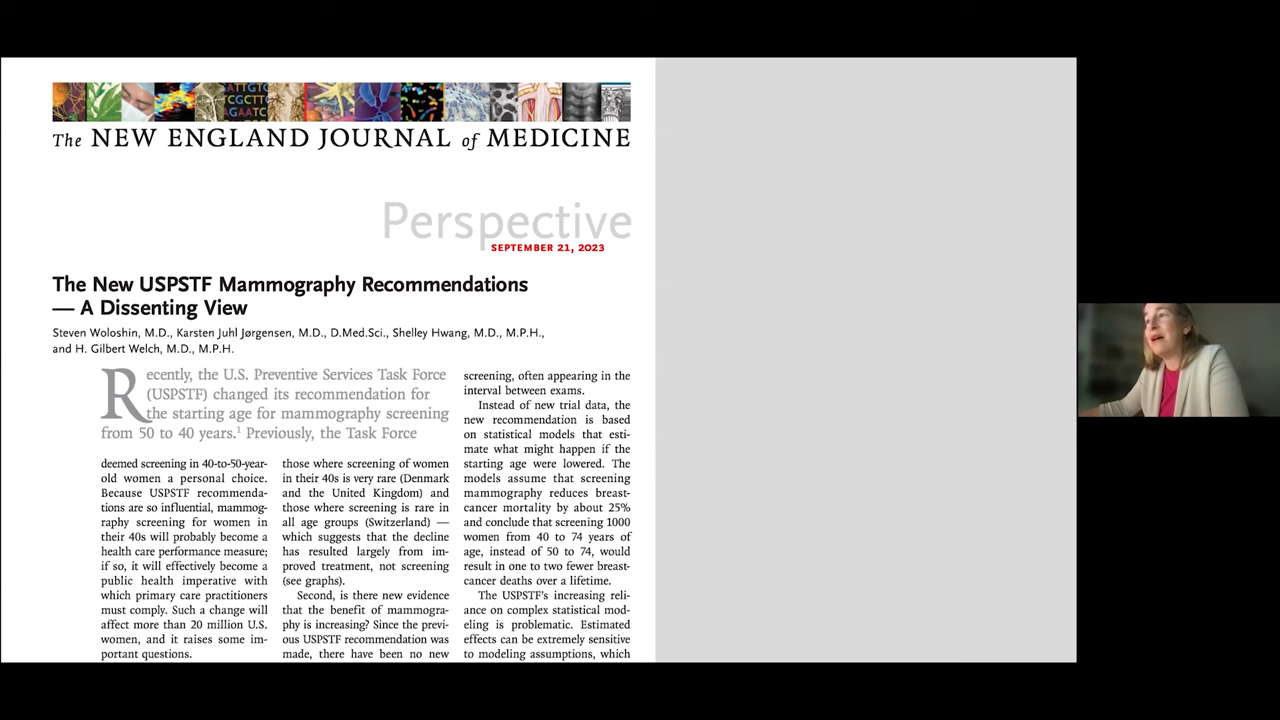 ATTGTC
TCGCTTC
AGAATC
The NEW ENGLAND JOURNAL of MEDICINE
Perspective
SEPTEMBER 21, 2023
The New USPSTF Mammography Recommendations
— A Dissenting View
Steven Woloshin, M.D., Karsten Juhl Jørgensen, M.D., D.Med.Sci., Shelley Hwang, M.D., M.P.H.,
and H. Gilbert Welch, M.D., M.P.H.
Recently, the U.S. Preventive Services Task Force
(USPSTF) changed its recommendation for
the starting age for mammography screening
from 50 to 40 years.¹ Previously, the Task Force
deemed screening in 40-to-50-year-
old women a personal choice.
Because USPSTF recommenda-
tions are so influential, mammog-
raphy screening for women in
their 40s will probably become a
health care performance measure;
if so, it will effectively become a
public health imperative with
which primary care practitioners
must comply. Such a change will
affect more than 20 million U.S.
women, and it raises some im-
portant questions.
those where screening of women
in their 40s is very rare (Denmark
and the United Kingdom) and
those where screening is rare in
all age groups (Switzerland) —
which suggests that the decline
has resulted largely from im-
proved treatment, not screening
(see graphs).
Second, is there new evidence
that the benefit of mammogra-
phy is increasing? Since the previ-
ous USPSTF recommendation was
made, there have been no new
screening, often appearing in the
interval between exams.
Instead of new trial data, the
new recommendation is based
on statistical models that esti-
mate what might happen if the
starting age were lowered. The
models assume that screening
mammography reduces breast-
cancer mortality by about 25%
and conclude that screening 1000
women from 40 to 74 years of
age, instead of 50 to 74, would
result in one to two fewer breast-
cancer deaths over a lifetime.
The USPSTF's increasing reli-
ance on complex statistical mod-
eling is problematic. Estimated
effects can be extremely sensitive
to modeling assumptions, which